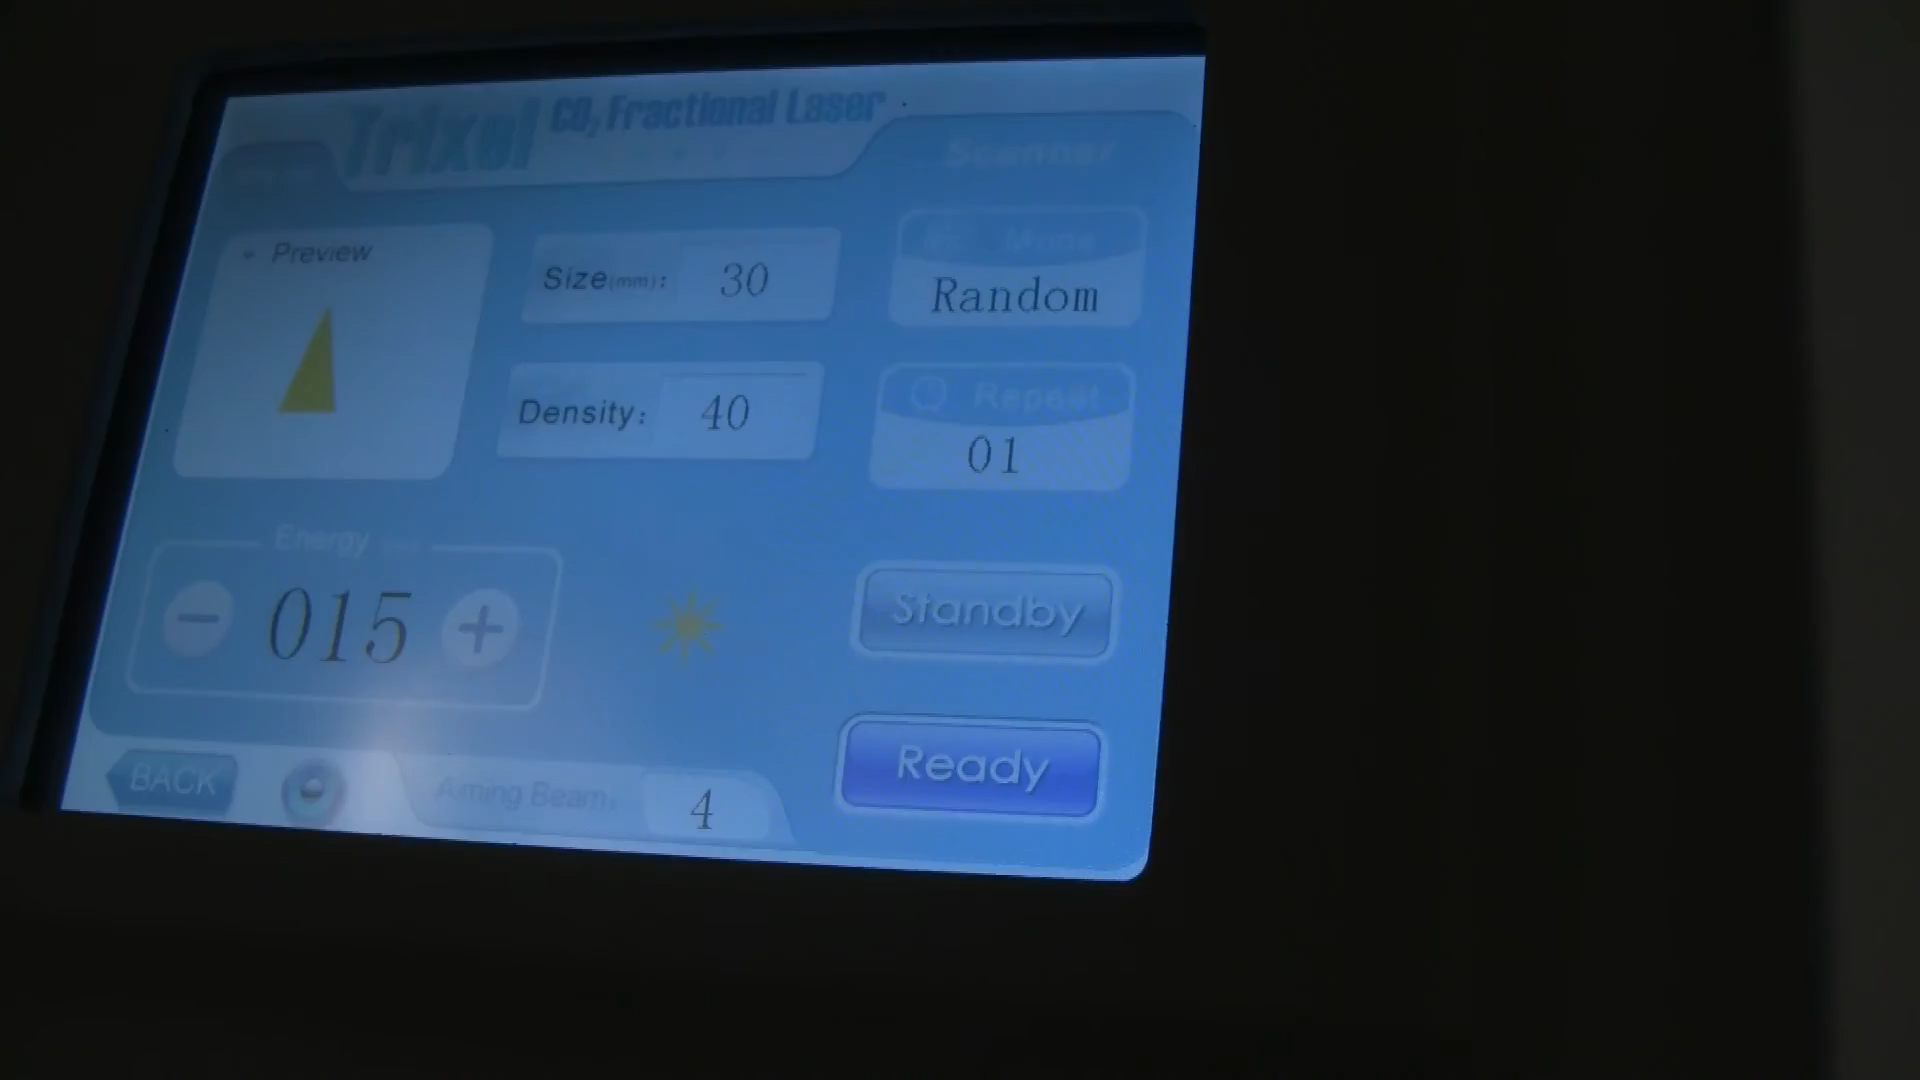 Trixel CO₂ Fractional Laser
Scanner
Preview
Size(mm): 30
Mode
Random
Density: 40
Repeat
01
Energy
− 015 +
Standby
Ready
BACK
Aiming Beam: 4